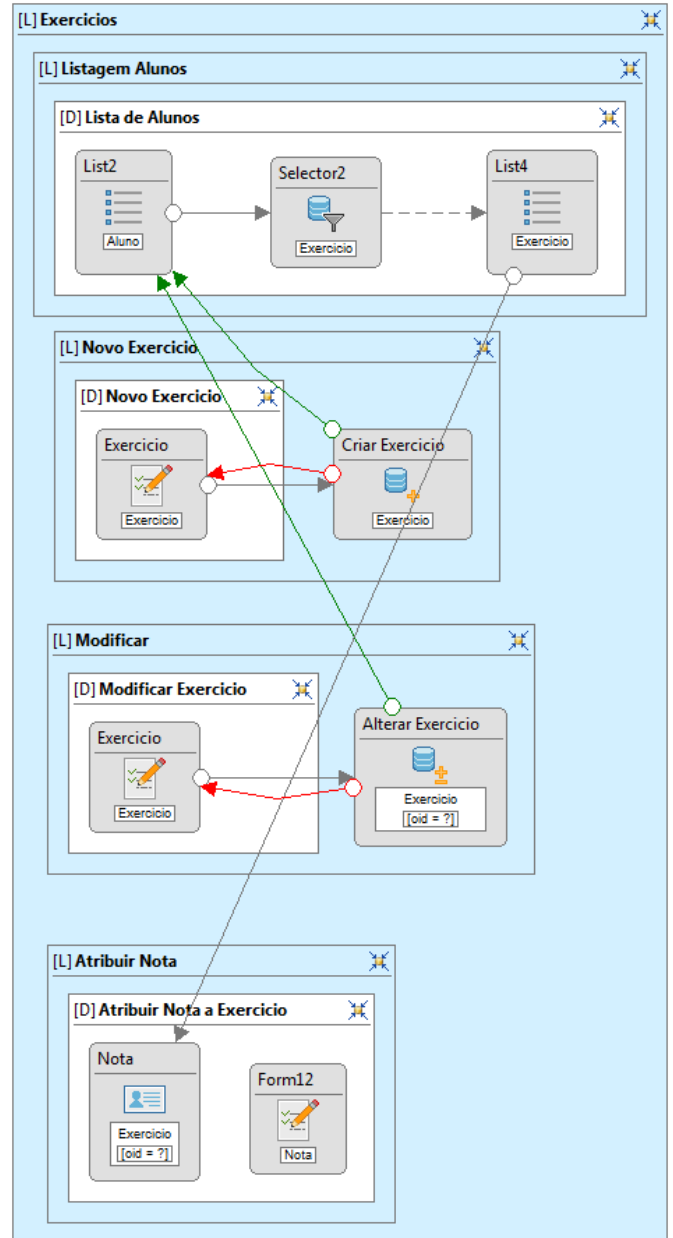 [L] Exercicios
[L] Listagem Alunos
[D] Lista de Alunos
List2
Selector2
List4
Aluno
Exercicio
Exercicio
[L] Novo Exercicio
[D] Novo Exercicio
Exercicio
Criar Exercicio
Exercicio
Exercicio
[L] Modificar
[D] Modificar Exercicio
Exercicio
Alterar Exercicio
Exercicio
Exercicio
[oid = ?]
[L] Atribuir Nota
[D] Atribuir Nota a Exercicio
Nota
Form12
Exercicio
[oid = ?]
Nota